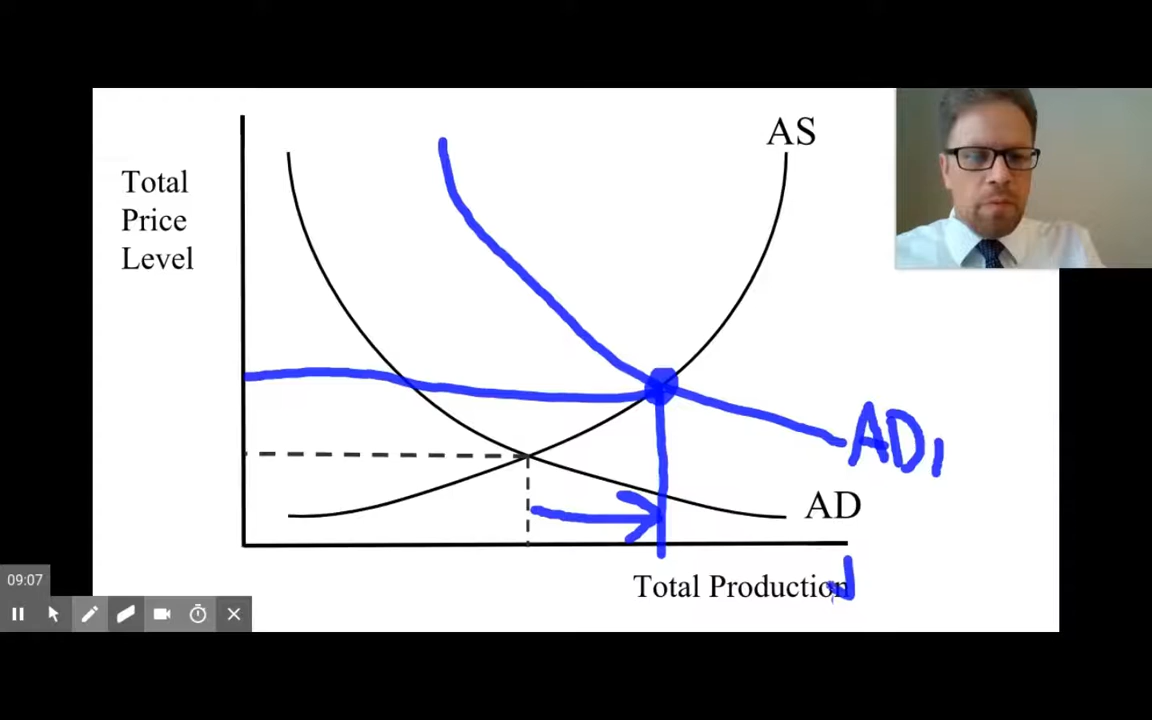 AS
Total
Price
Level
AD1
AD
Total Production
09:07